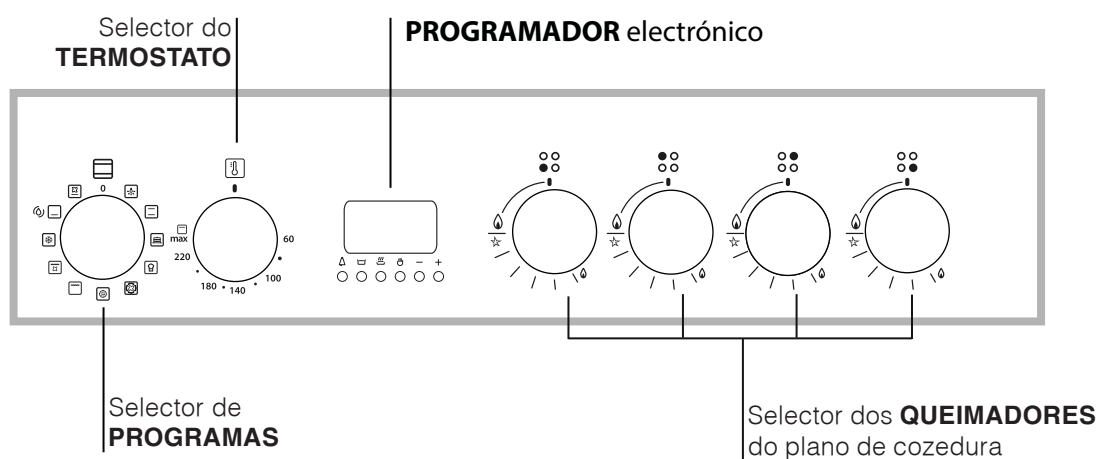 Selector do
TERMOSTATO
PROGRAMADOR electrónico
0
max
60
220
100
180
140
Selector de
PROGRAMAS
Selector dos QUEIMADORES
do plano de cozedura